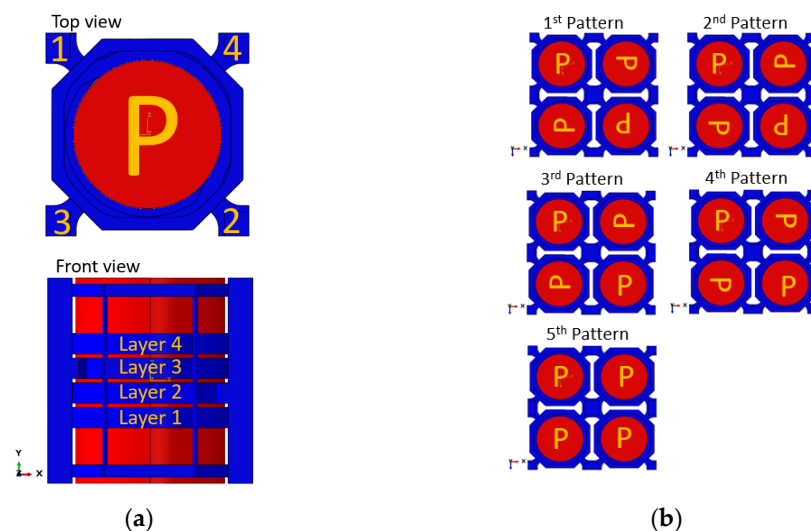 Top view
1 4
P
3 2
Front view
Layer 4
Layer 3
Layer 2
Layer 1
Y
Z X
(a)
1st Pattern 2nd Pattern
P P P P
P P P P
Y X Y X
3rd Pattern 4th Pattern
P P P P
P P P P
Y X Y X
5th Pattern
P P
P P
Y X
(b)